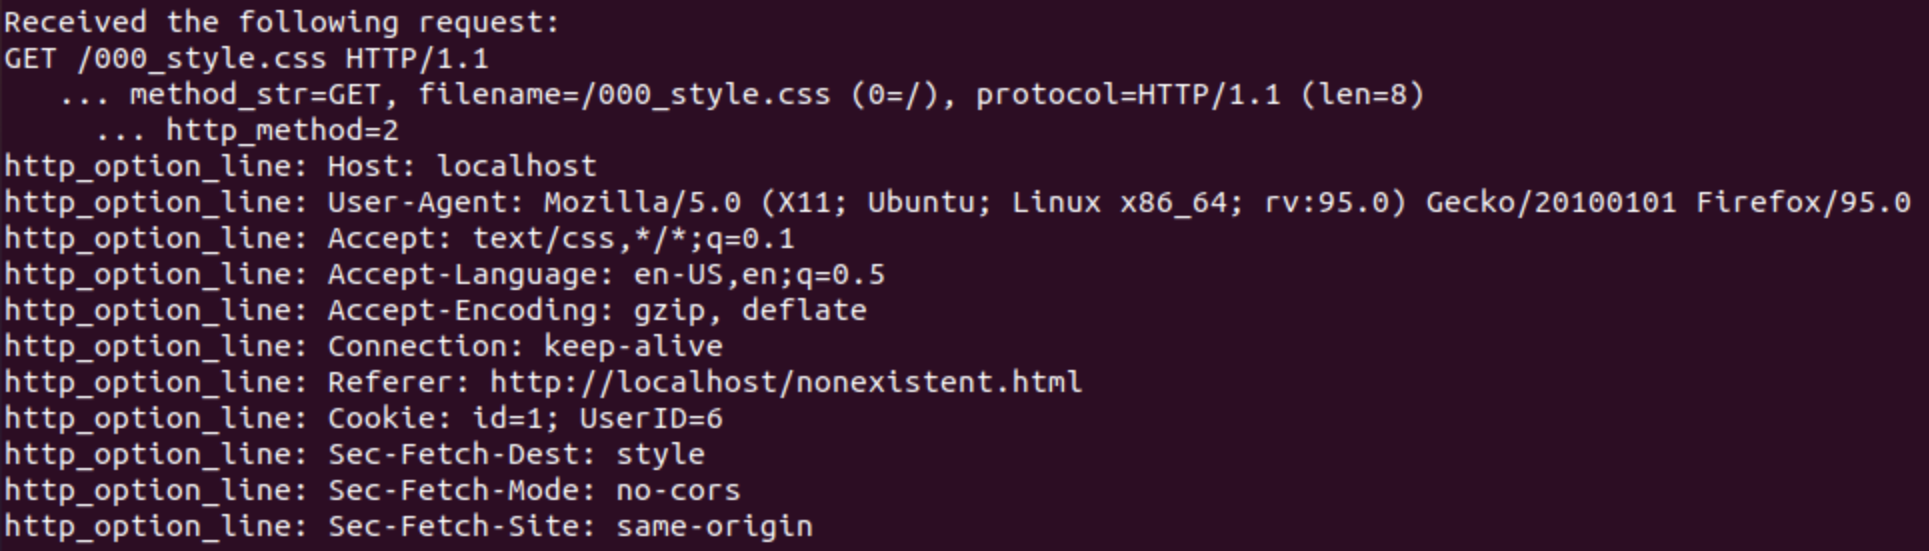 Received the following request:
GET /000_style.css HTTP/1.1
   ... method_str=GET, filename=/000_style.css (0=/), protocol=HTTP/1.1 (len=8)
     ... http_method=2
http_option_line: Host: localhost
http_option_line: User-Agent: Mozilla/5.0 (X11; Ubuntu; Linux x86_64; rv:95.0) Gecko/20100101 Firefox/95.0
http_option_line: Accept: text/css,*/*;q=0.1
http_option_line: Accept-Language: en-US,en;q=0.5
http_option_line: Accept-Encoding: gzip, deflate
http_option_line: Connection: keep-alive
http_option_line: Referer: http://localhost/nonexistent.html
http_option_line: Cookie: id=1; UserID=6
http_option_line: Sec-Fetch-Dest: style
http_option_line: Sec-Fetch-Mode: no-cors
http_option_line: Sec-Fetch-Site: same-origin